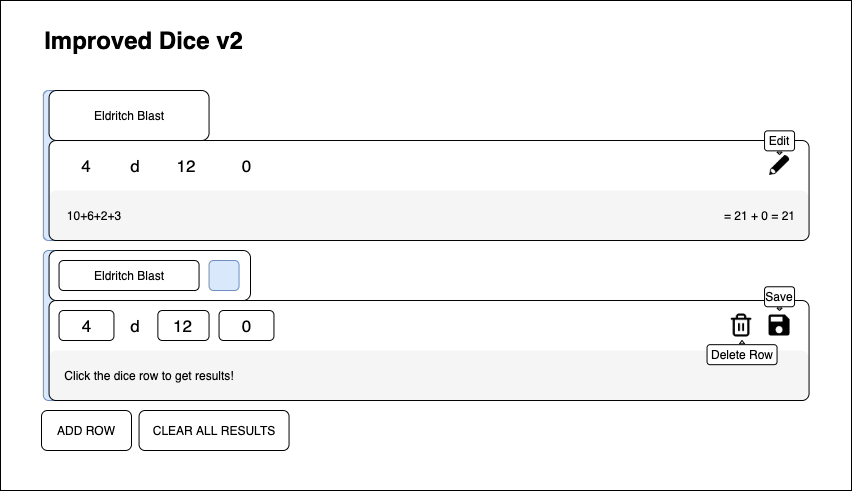 Improved Dice v2
Eldritch Blast
Edit
4 d 12 0
10+6+2+3 = 21 + 0 = 21
Eldritch Blast
Save
4 d 12 0
Delete Row
Click the dice row to get results!
ADD ROW CLEAR ALL RESULTS